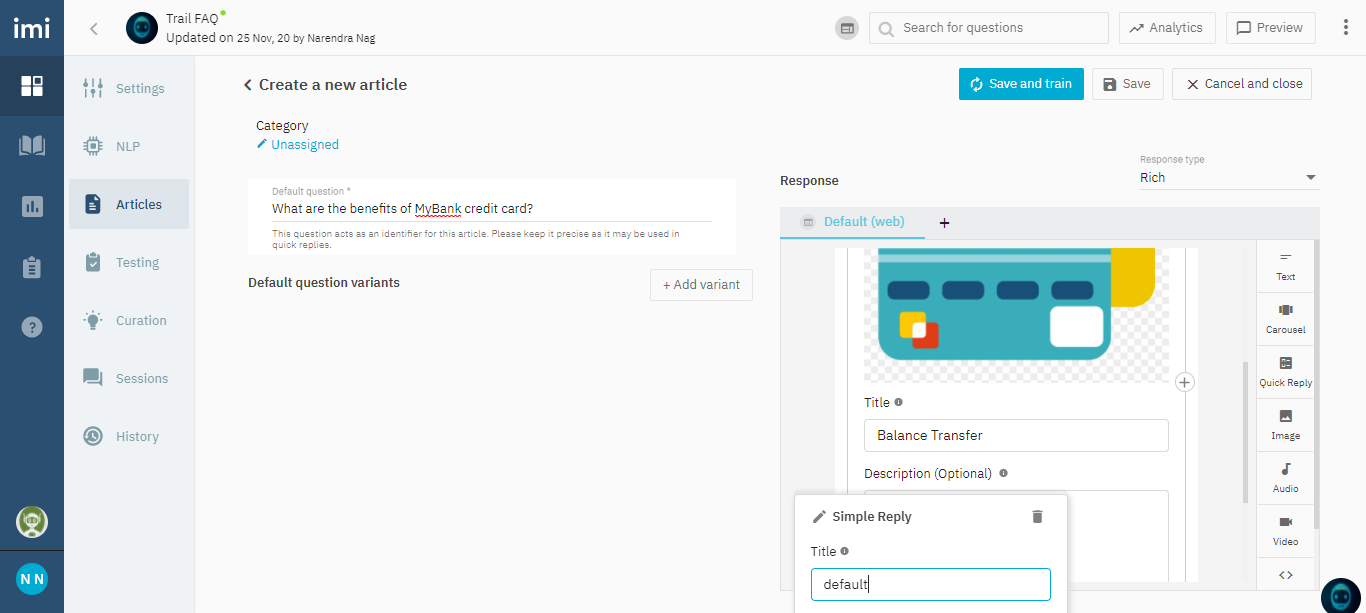 imi
Trail FAQ
Updated on 25 Nov, 20 by Narendra Nag
Search for questions
Analytics
Preview
Settings
NLP
Articles
Testing
Curation
Sessions
History
N N
Create a new article
Save and train
Save
Cancel and close
Category
Unassigned
Default question *
What are the benefits of MyBank credit card?
This question acts as an identifier for this article. Please keep it precise as it may be used in
quick replies.
Default question variants
+ Add variant
Response
Response type
Rich
Default (web)
+
Title
Balance Transfer
Description (Optional)
Simple Reply
Title
default
Text
Carousel
Quick Reply
Image
Audio
Video